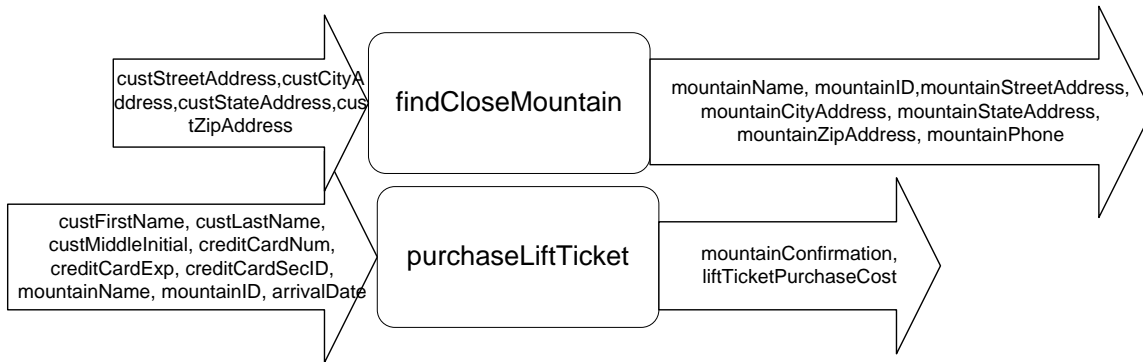 custStreetAddress,custCityA
ddress,custStateAddress,cus
tZipAddress
findCloseMountain
mountainName, mountainID,mountainStreetAddress,
mountainCityAddress, mountainStateAddress,
mountainZipAddress, mountainPhone
custFirstName, custLastName,
custMiddleInitial, creditCardNum,
creditCardExp, creditCardSecID,
mountainName, mountainID, arrivalDate
purchaseLiftTicket
mountainConfirmation,
liftTicketPurchaseCost